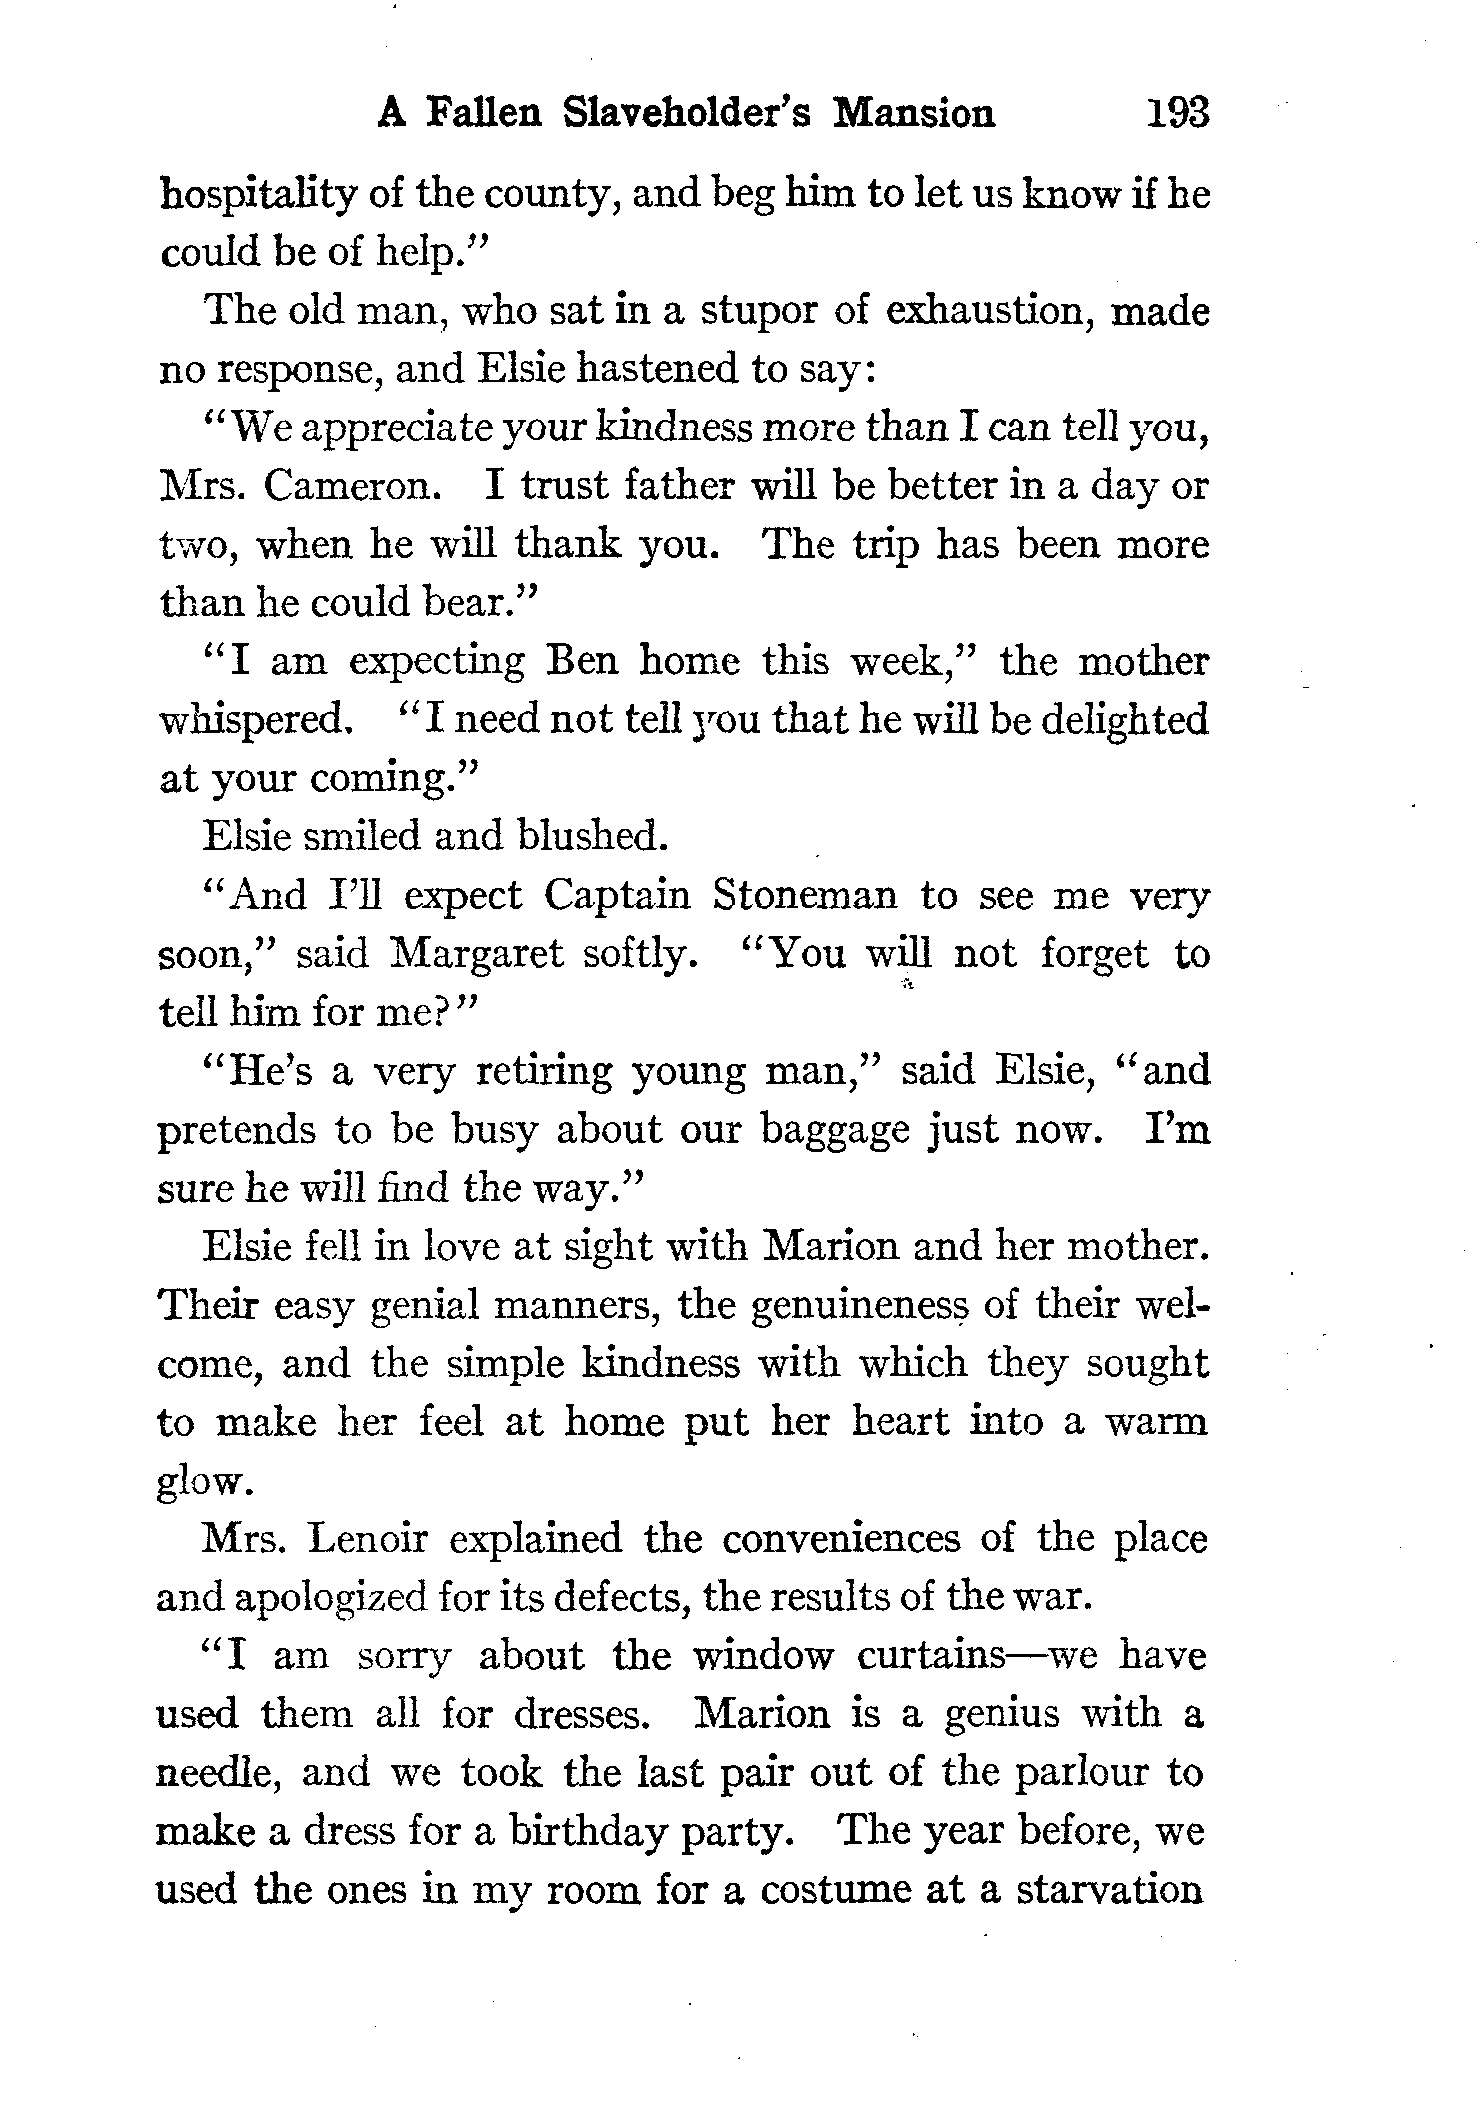 A Fallen Slaveholder's Mansion 193
hospitality of the county, and beg him to let us know if he
could be of help."
The old man, who sat in a stupor of exhaustion, made
no response, and Elsie hastened to say:
"We appreciate your kindness more than I can tell you,
Mrs. Cameron. I trust father will be better in a day or
two, when he will thank you. The trip has been more
than he could bear."
"I am expecting Ben home this week," the mother
whispered. "I need not tell you that he will be delighted
at your coming."
Elsie smiled and blushed.
"And I'll expect Captain Stoneman to see me very
soon," said Margaret softly. "You will not forget to
tell him for me?"
"He's a very retiring young man," said Elsie, "and
pretends to be busy about our baggage just now. I'm
sure he will find the way."
Elsie fell in love at sight with Marion and her mother.
Their easy genial manners, the genuineness of their wel-
come, and the simple kindness with which they sought
to make her feel at home put her heart into a warm
glow.
Mrs. Lenoir explained the conveniences of the place
and apologized for its defects, the results of the war.
"I am sorry about the window curtains—we have
used them all for dresses. Marion is a genius with a
needle, and we took the last pair out of the parlour to
make a dress for a birthday party. The year before, we
used the ones in my room for a costume at a starvation